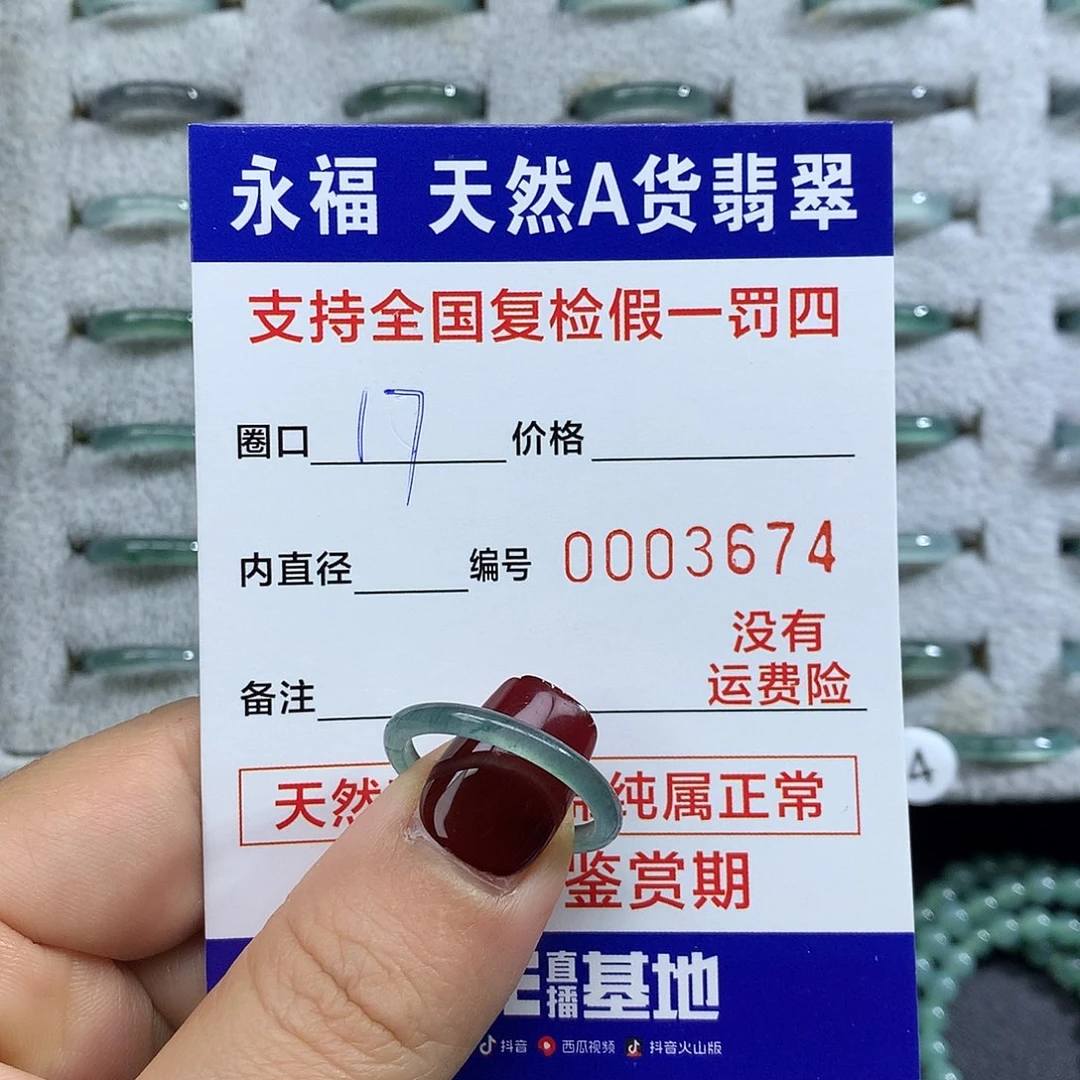 永福 天然A货翡翠
支持全国复检假一罚四
圈口 17 价格
内直径 编号 0003674
没有
备注 运费险
天然 纯属正常
鉴赏期
直播基地
抖音 西瓜视频 抖音火山版
4